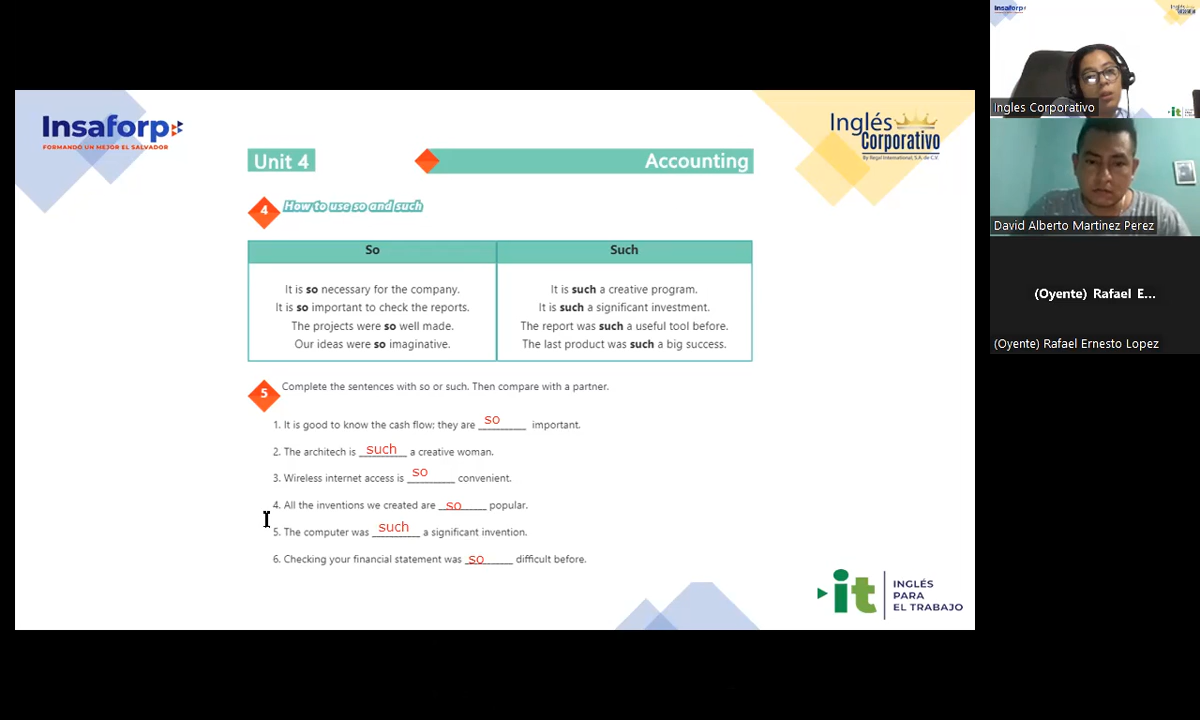 Insaforp
FORMANDO UN MEJOR EL SALVADOR
Inglés
Corporativo
By Regal International, S.A. de C.V.
Unit 4
Accounting
4 How to use so and such
So
Such
It is so necessary for the company.
It is so important to check the reports.
The projects were so well made.
Our ideas were so imaginative.
It is such a creative program.
It is such a significant investment.
The report was such a useful tool before.
The last product was such a big success.
5 Complete the sentences with so or such. Then compare with a partner.
1. It is good to know the cash flow; they are so important.
2. The architech is such a creative woman.
3. Wireless internet access is so convenient.
4. All the inventions we created are so popular.
5. The computer was such a significant invention.
6. Checking your financial statement was so difficult before.
it
INGLÉS
PARA
EL TRABAJO
Insaforp
Ingles Corporativo
David Alberto Martinez Perez
(Oyente) Rafael E...
(Oyente) Rafael Ernesto Lopez